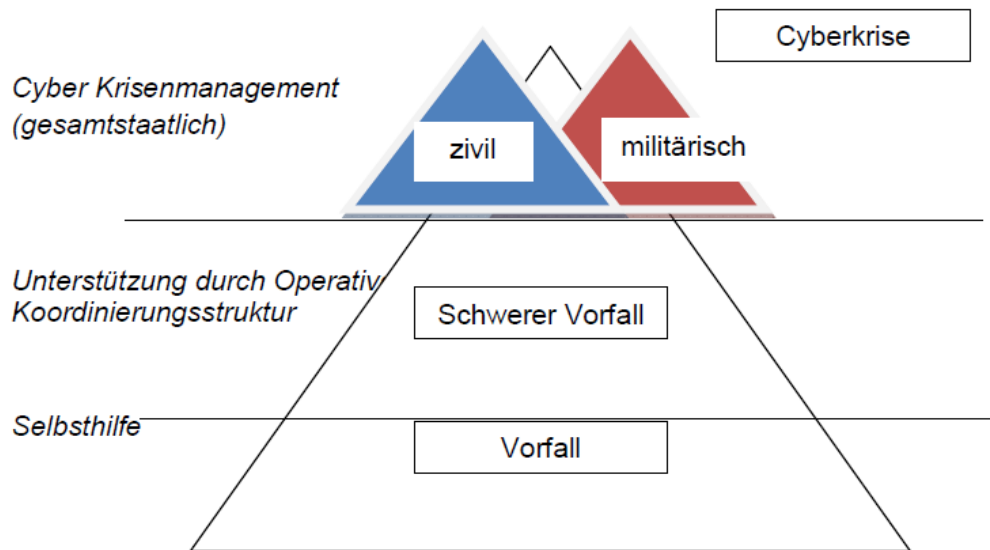 Cyberkrise
Cyber Krisenmanagement
(gesamtstaatlich)
zivil
militärisch
Unterstützung durch Operativ
Koordinierungsstruktur
Schwerer Vorfall
Selbsthilfe
Vorfall